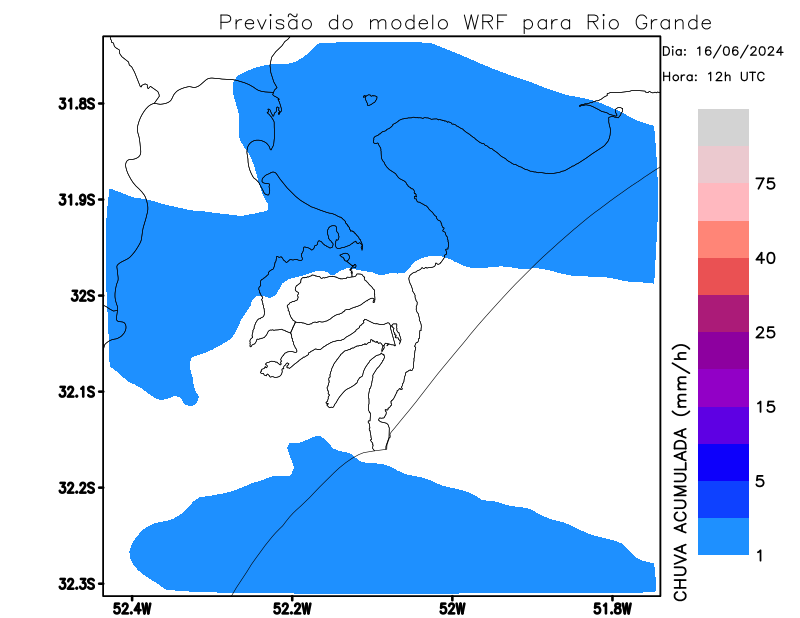 Previsão do modelo WRF para Rio Grande
Dia: 16/06/2024
Hora: 12h UTC
31.8S
31.9S
32S
32.1S
32.2S
32.3S
52.4W
52.2W
52W
51.8W
75
40
25
15
5
1
CHUVA ACUMULADA (mm/h)